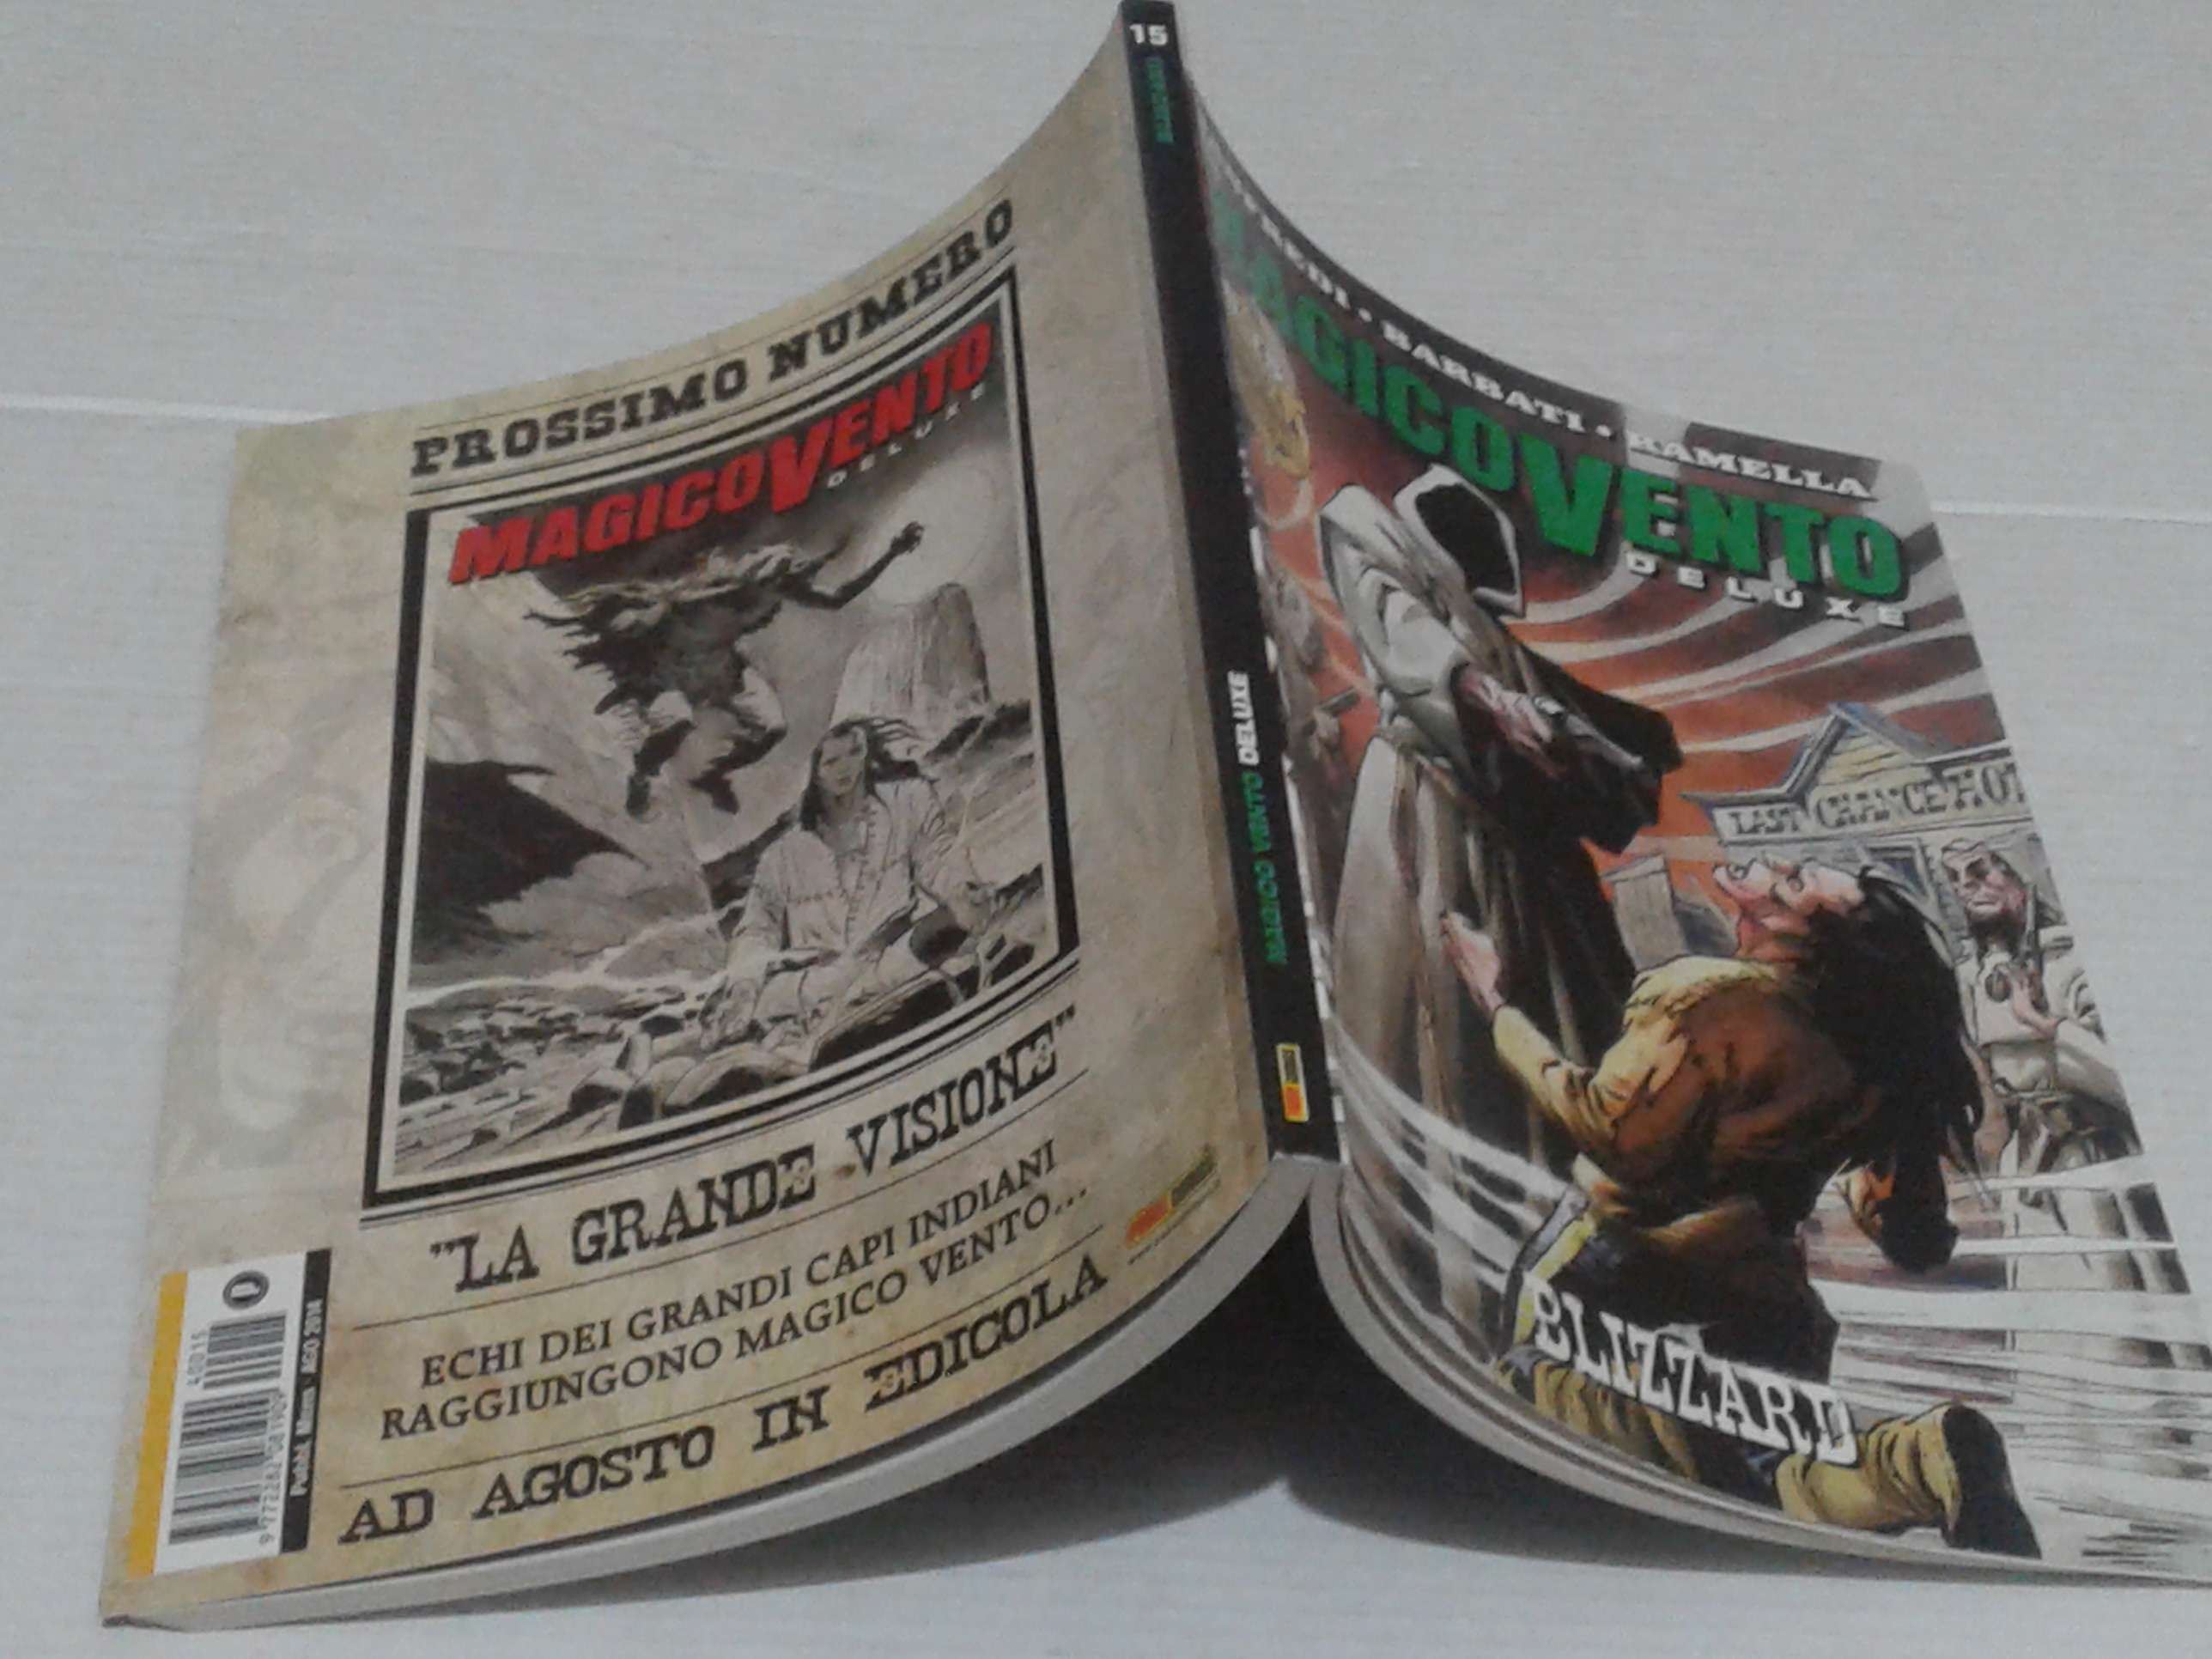 PROSSIMO NUMERO
MAGICOVENTO
DELUXE
"LA GRANDE VISIONE"
ECHI DEI GRANDI CAPI INDIANI
RAGGIUNGONO MAGICO VENTO...
AD AGOSTO IN EDICOLA
40015
15
MAGICO VENTO DELUXE
BARBATI • RAMELLA
MAGICOVENTO
DELUXE
LAST CHANCE HOT
BLIZZARD